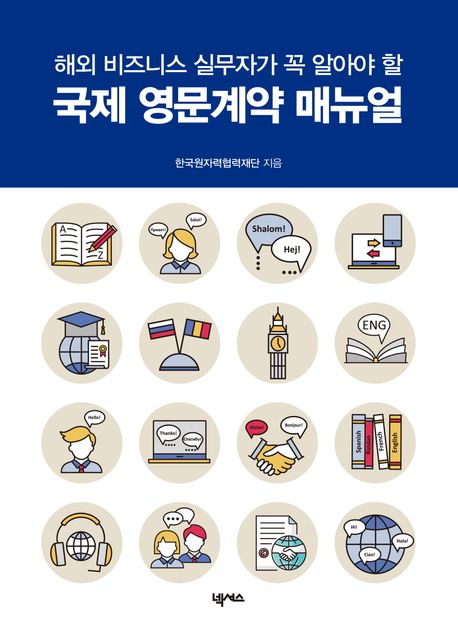 해외 비즈니스 실무자가 꼭 알아야 할
국제 영문계약 매뉴얼
한국원자력협력재단 지음
A
Z
Привет!
Salut!
Shalom!
Hej!
ENG
Hello!
Thanks!
Gracias!
Aloha!
Bonjour!
Spanish
Russian
French
English
Hi!
Hola!
Ciao!
넥서스